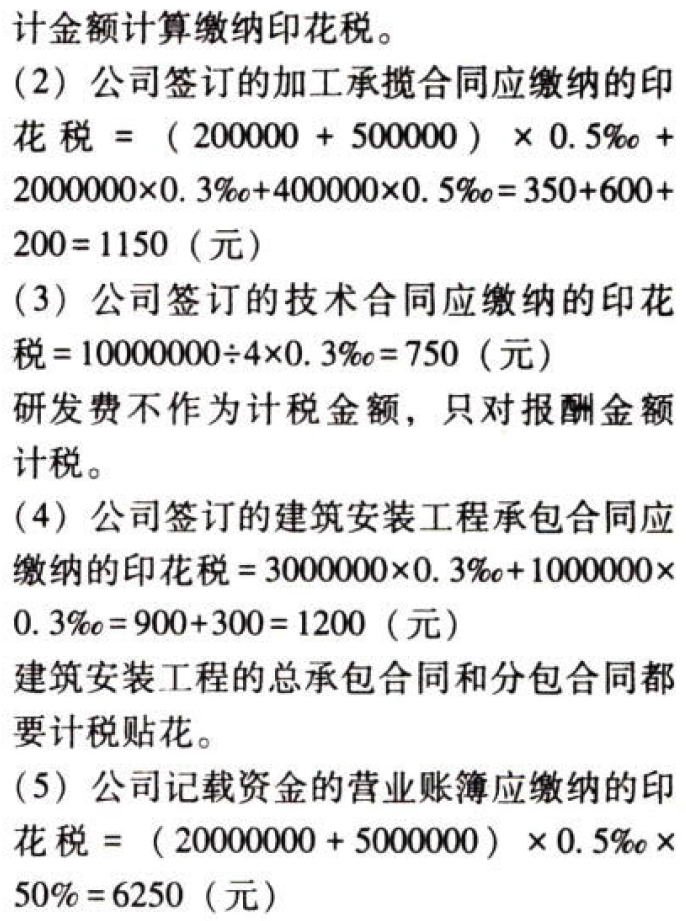 计金额计算缴纳印花税。
(2) 公司签订的加工承揽合同应缴纳的印
花税 = (200000 + 500000) × 0.5‰ +
2000000×0.3‰+400000×0.5‰=350+600+
200=1150 (元)
(3) 公司签订的技术合同应缴纳的印花
税=10000000÷4×0.3‰=750 (元)
研发费不作为计税金额，只对报酬金额
计税。
(4) 公司签订的建筑安装工程承包合同应
缴纳的印花税=3000000×0.3‰+1000000×
0.3‰=900+300=1200 (元)
建筑安装工程的总承包合同和分包合同都
要计税贴花。
(5) 公司记载资金的营业账簿应缴纳的印
花税 = (20000000 + 5000000) × 0.5‰ ×
50%=6250 (元)